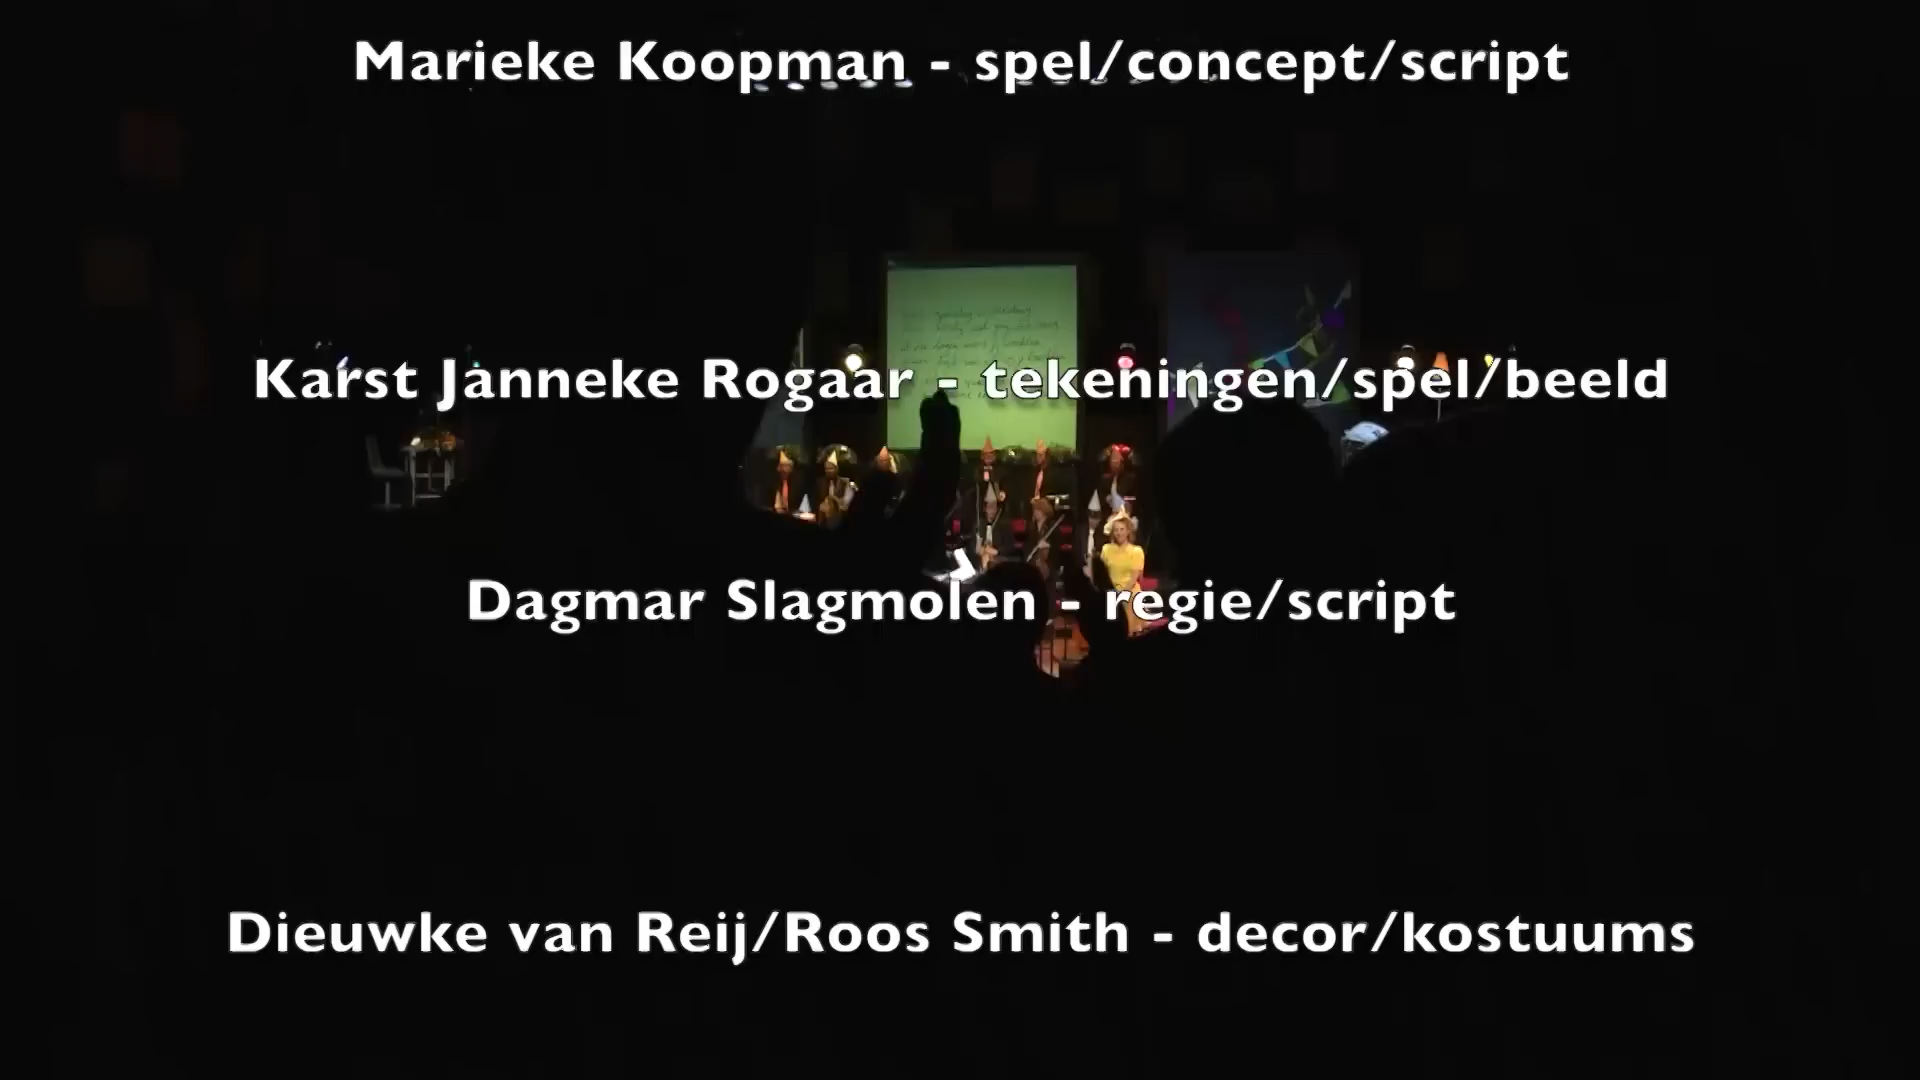 Marieke Koopman - spel/concept/script
Karst Janneke Rogaar - tekeningen/spel/beeld
Dagmar Slagmolen - regie/script
Dieuwke van Reij/Roos Smith - decor/kostuums